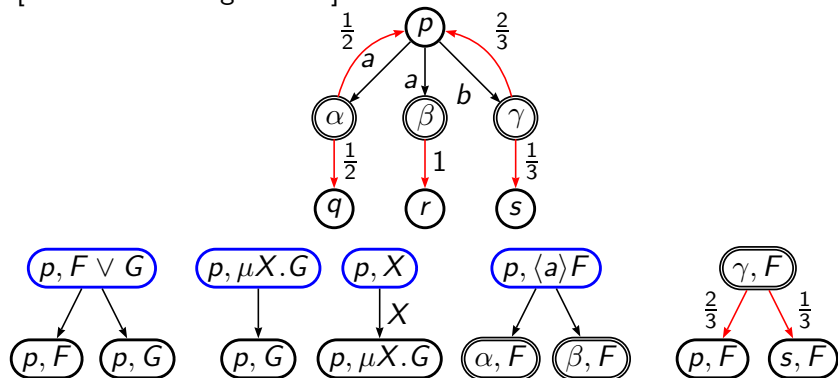 p
1/2
2/3
a
a
b
α
β
γ
1/2
1
1/3
q
r
s
p, F ∨ G
p, μX.G
p, X
p, ⟨a⟩F
γ, F
X
2/3
1/3
p, F
p, G
p, G
p, μX.G
α, F
β, F
p, F
s, F